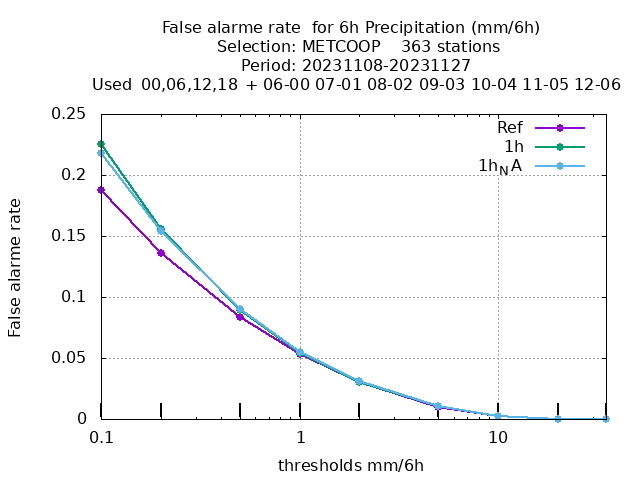 False alarme rate  for 6h Precipitation (mm/6h)
Selection: METCOOP    363 stations
Period: 20231108-20231127
Used  00,06,12,18  + 06-00 07-01 08-02 09-03 10-04 11-05 12-06
0.25
0.2
0.15
0.1
0.05
0
False alarme rate
Ref
1h
1hNA
0.1
1
10
thresholds mm/6h